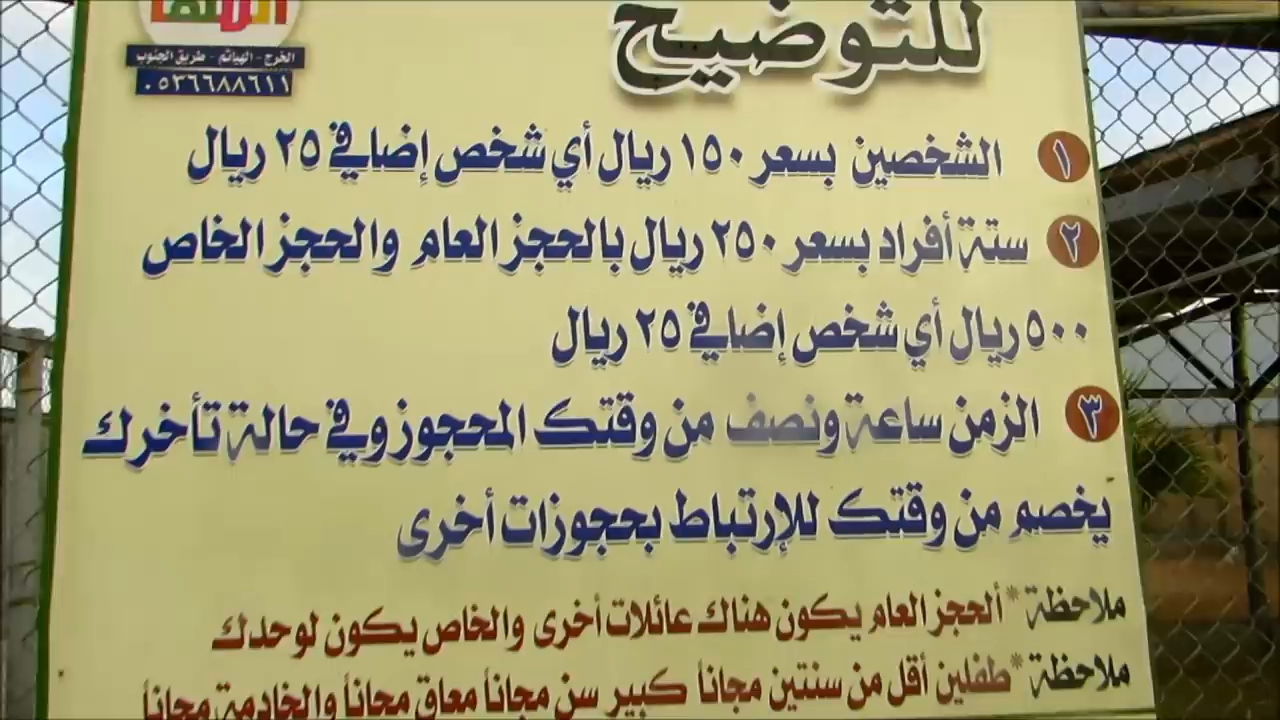 الخرج - الهياثم - طريق الجنوب
٠٥٣٦٦٨٨٦١١
للتوضيح
١ الشخصين بسعر ١٥٠ ريال أي شخص إضافي ٢٥ ريال
٢ ستة أفراد بسعر ٢٥٠ ريال بالحجز العام والحجز الخاص
٥٠٠ ريال أي شخص إضافي ٢٥ ريال
٣ الزمن ساعة ونصف من وقتك المحجوز وفي حالة تأخرك
يخصم من وقتك للإرتباط بحجوزات أخرى
ملاحظة * ألحجز العام يكون هناك عائلات أخرى والخاص يكون لوحدك
ملاحظة * طفلين أقل من سنتين مجاناً كبير سن مجاناً معاق مجاناً والخادمة مجاناً